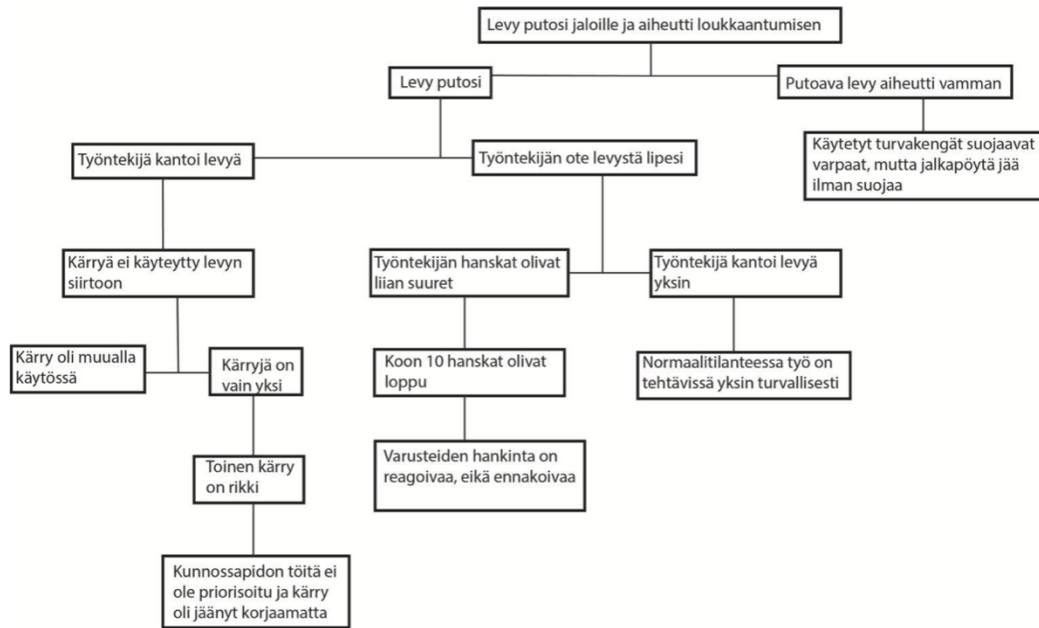 Levy putosi jaloille ja aiheutti loukkaantumisen
Levy putosi
Putoava levy aiheutti vamman
Käytetyt turvakengät suojaavat
varpaat, mutta jalkapöytä jää
ilman suojaa
Työntekijä kantoi levyä
Työntekijän ote levystä lipesi
Kärryä ei käyteytty levyn
siirtoon
Työntekijän hanskat olivat
liian suuret
Työntekijä kantoi levyä
yksin
Kärry oli muualla
käytössä
Kärryjä on
vain yksi
Koon 10 hanskat olivat
loppu
Normaalitilanteessa työ on
tehtävissä yksin turvallisesti
Toinen kärry
on rikki
Varusteiden hankinta on
reagoivaa, eikä ennakoivaa
Kunnossapidon töitä ei
ole priorisoitu ja kärry
oli jäänyt korjaamatta